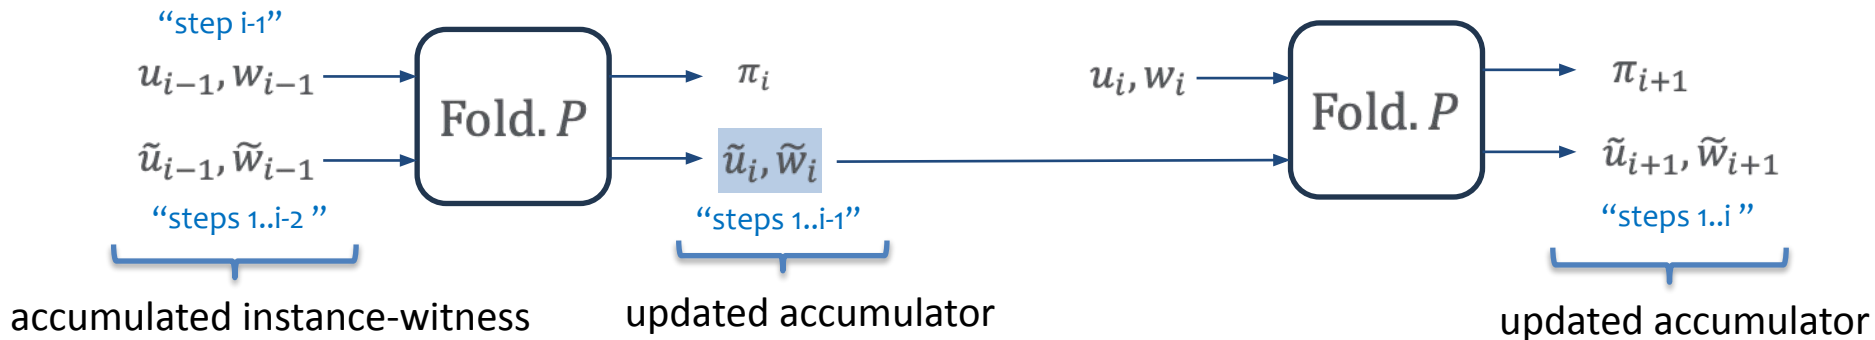 “step i-1”
u_{i−1}, w_{i−1}
Fold. P
π_i
u_i, w_i
Fold. P
π_{i+1}
ũ_{i−1}, w̃_{i−1}
ũ_i, w̃_i
ũ_{i+1}, w̃_{i+1}
“steps 1..i-2 ”
“steps 1..i-1”
“steps 1..i ”
accumulated instance-witness
updated accumulator
updated accumulator